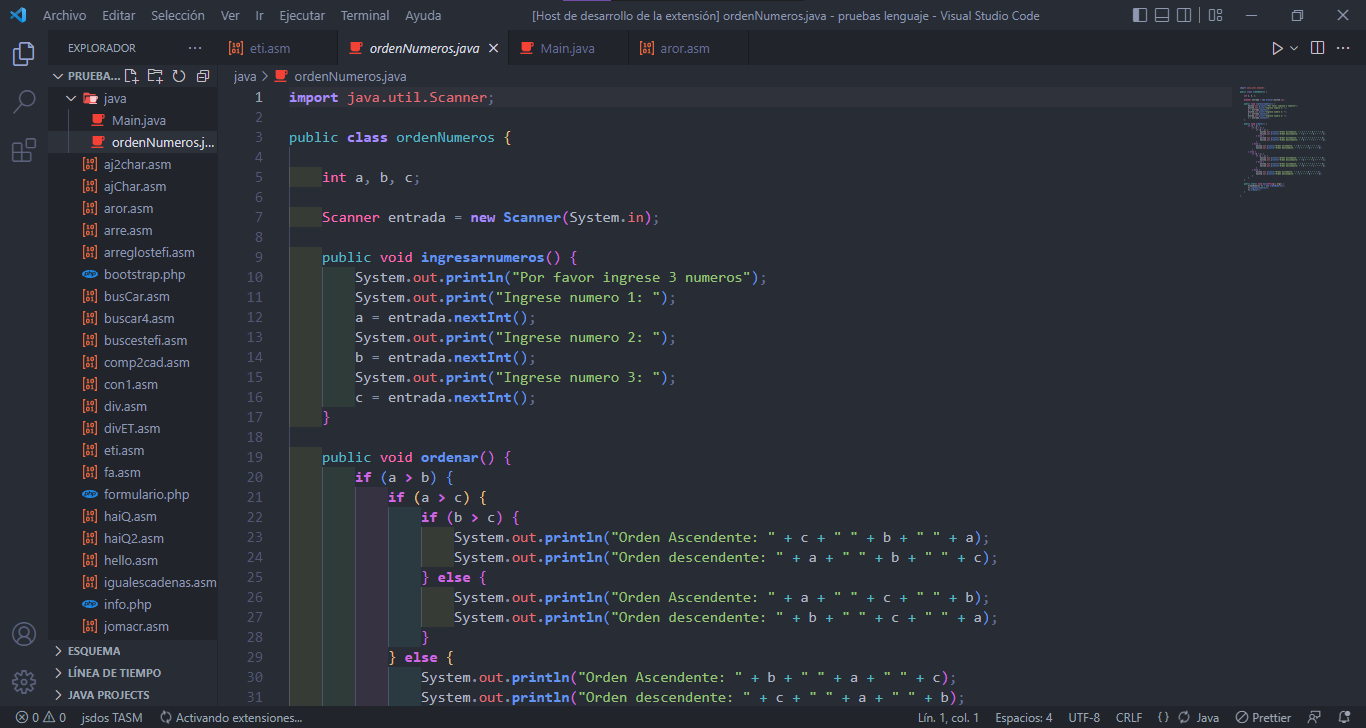 Archivo Editar Selección Ver Ir Ejecutar Terminal Ayuda [Host de desarrollo de la extensión] ordenNumeros.java - pruebas lenguaje - Visual Studio Code
EXPLORADOR ···
eti.asm
ordenNumeros.java
Main.java
aror.asm
PRUEBA...
java
Main.java
ordenNumeros.j...
aj2char.asm
ajChar.asm
aror.asm
arre.asm
arreglostefi.asm
bootstrap.php
busCar.asm
buscar4.asm
buscestefi.asm
comp2cad.asm
con1.asm
div.asm
divET.asm
eti.asm
fa.asm
formulario.php
haiQ.asm
haiQ2.asm
hello.asm
igualescadenas.asm
info.php
jomacr.asm
ESQUEMA
LÍNEA DE TIEMPO
JAVA PROJECTS
java > ordenNumeros.java
1 import java.util.Scanner;
2
3 public class ordenNumeros {
4
5     int a, b, c;
6
7     Scanner entrada = new Scanner(System.in);
8
9     public void ingresarnumeros() {
10         System.out.println("Por favor ingrese 3 numeros");
11         System.out.print("Ingrese numero 1: ");
12         a = entrada.nextInt();
13         System.out.print("Ingrese numero 2: ");
14         b = entrada.nextInt();
15         System.out.print("Ingrese numero 3: ");
16         c = entrada.nextInt();
17     }
18
19     public void ordenar() {
20         if (a > b) {
21             if (a > c) {
22                 if (b > c) {
23                     System.out.println("Orden Ascendente: " + c + " " + b + " " + a);
24                     System.out.println("Orden descendente: " + a + " " + b + " " + c);
25                 } else {
26                     System.out.println("Orden Ascendente: " + a + " " + c + " " + b);
27                     System.out.println("Orden descendente: " + b + " " + c + " " + a);
28                 }
29             } else {
30                 System.out.println("Orden Ascendente: " + b + " " + a + " " + c);
31                 System.out.println("Orden descendente: " + c + " " + a + " " + b);
0 0 jsdos TASM Activando extensiones... Lín. 1, col. 1 Espacios: 4 UTF-8 CRLF {} Java Prettier